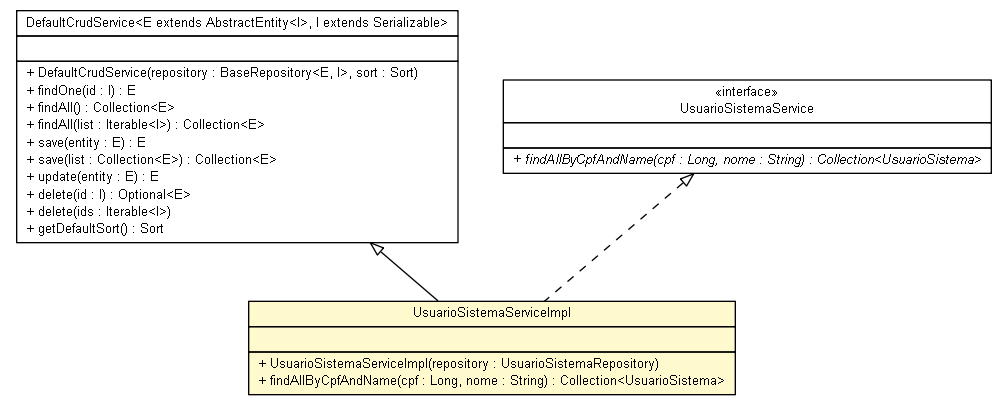 DefaultCrudService<E extends AbstractEntity<I>, I extends Serializable>
+ DefaultCrudService(repository : BaseRepository<E, I>, sort : Sort)
+ findOne(id : I) : E
+ findAll() : Collection<E>
+ findAll(list : Iterable<I>) : Collection<E>
+ save(entity : E) : E
+ save(list : Collection<E>) : Collection<E>
+ update(entity : E) : E
+ delete(id : I) : Optional<E>
+ delete(ids : Iterable<I>)
+ getDefaultSort() : Sort
«interface»
UsuarioSistemaService
+ findAllByCpfAndName(cpf : Long, nome : String) : Collection<UsuarioSistema>
UsuarioSistemaServiceImpl
+ UsuarioSistemaServiceImpl(repository : UsuarioSistemaRepository)
+ findAllByCpfAndName(cpf : Long, nome : String) : Collection<UsuarioSistema>